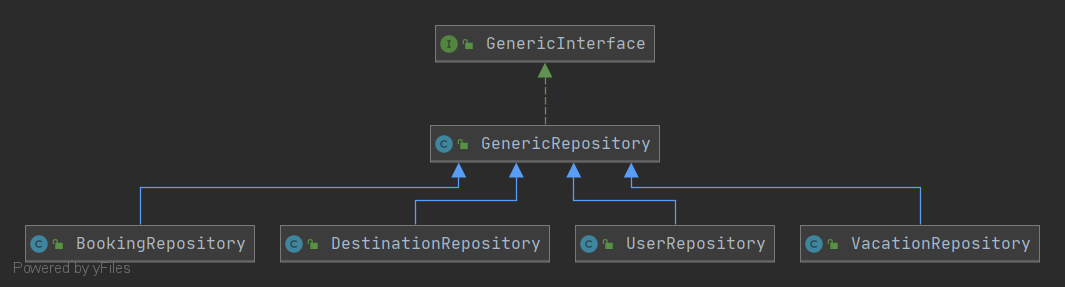 I GenericInterface
C GenericRepository
C BookingRepository
C DestinationRepository
C UserRepository
C VacationRepository
Powered by yFiles